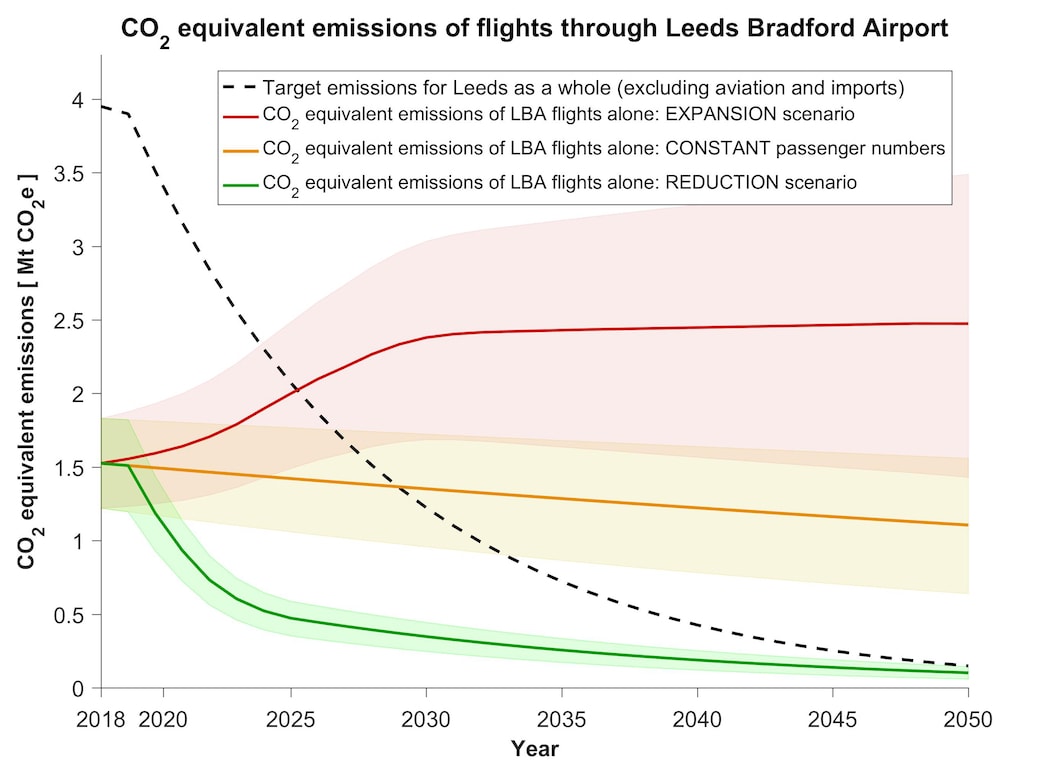 CO2 equivalent emissions of flights through Leeds Bradford Airport
Target emissions for Leeds as a whole (excluding aviation and imports)
CO2 equivalent emissions of LBA flights alone: EXPANSION scenario
CO2 equivalent emissions of LBA flights alone: CONSTANT passenger numbers
CO2 equivalent emissions of LBA flights alone: REDUCTION scenario
CO2 equivalent emissions [ Mt CO2e ]
4
3.5
3
2.5
2
1.5
1
0.5
0
2018 2020 2025 2030 2035 2040 2045 2050
Year